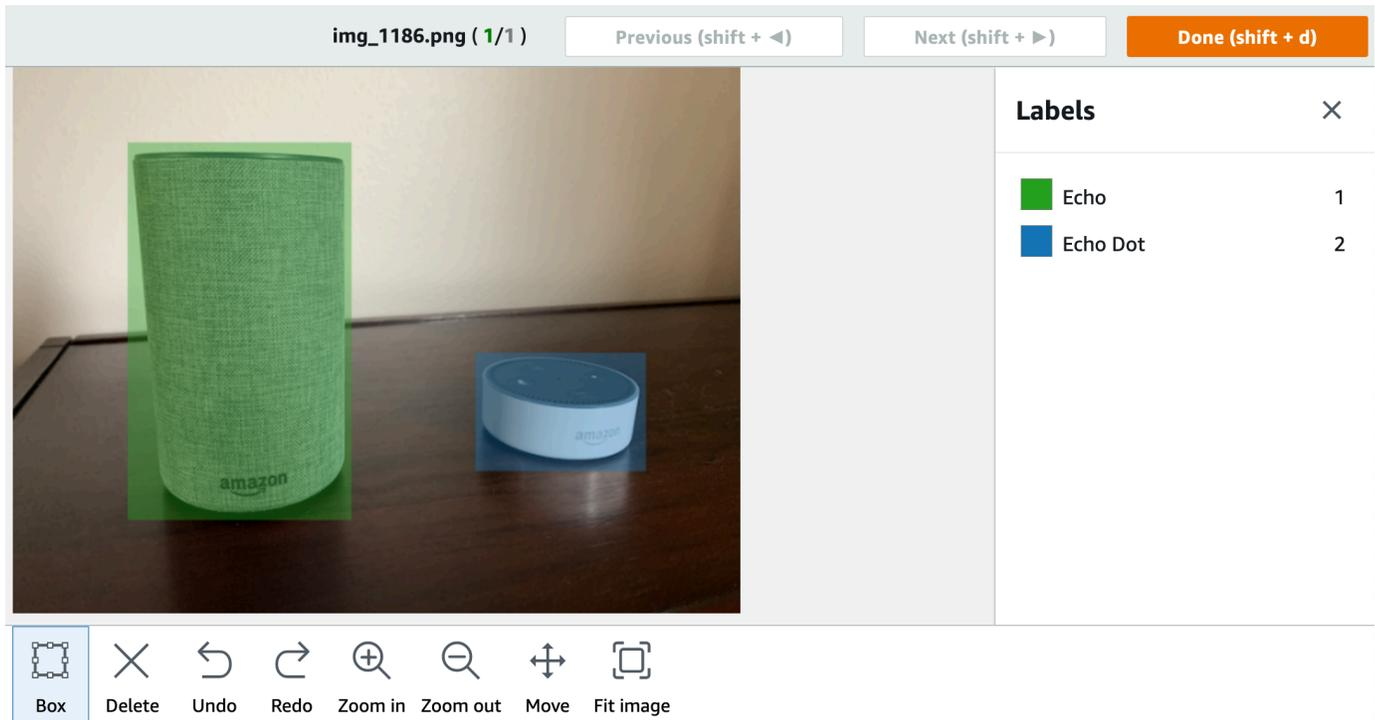 img_1186.png ( 1/1 )
Previous (shift + ◄)
Next (shift + ►)
Done (shift + d)
Labels
Echo 1
Echo Dot 2
amazon
amazon
Box
Delete
Undo
Redo
Zoom in
Zoom out
Move
Fit image